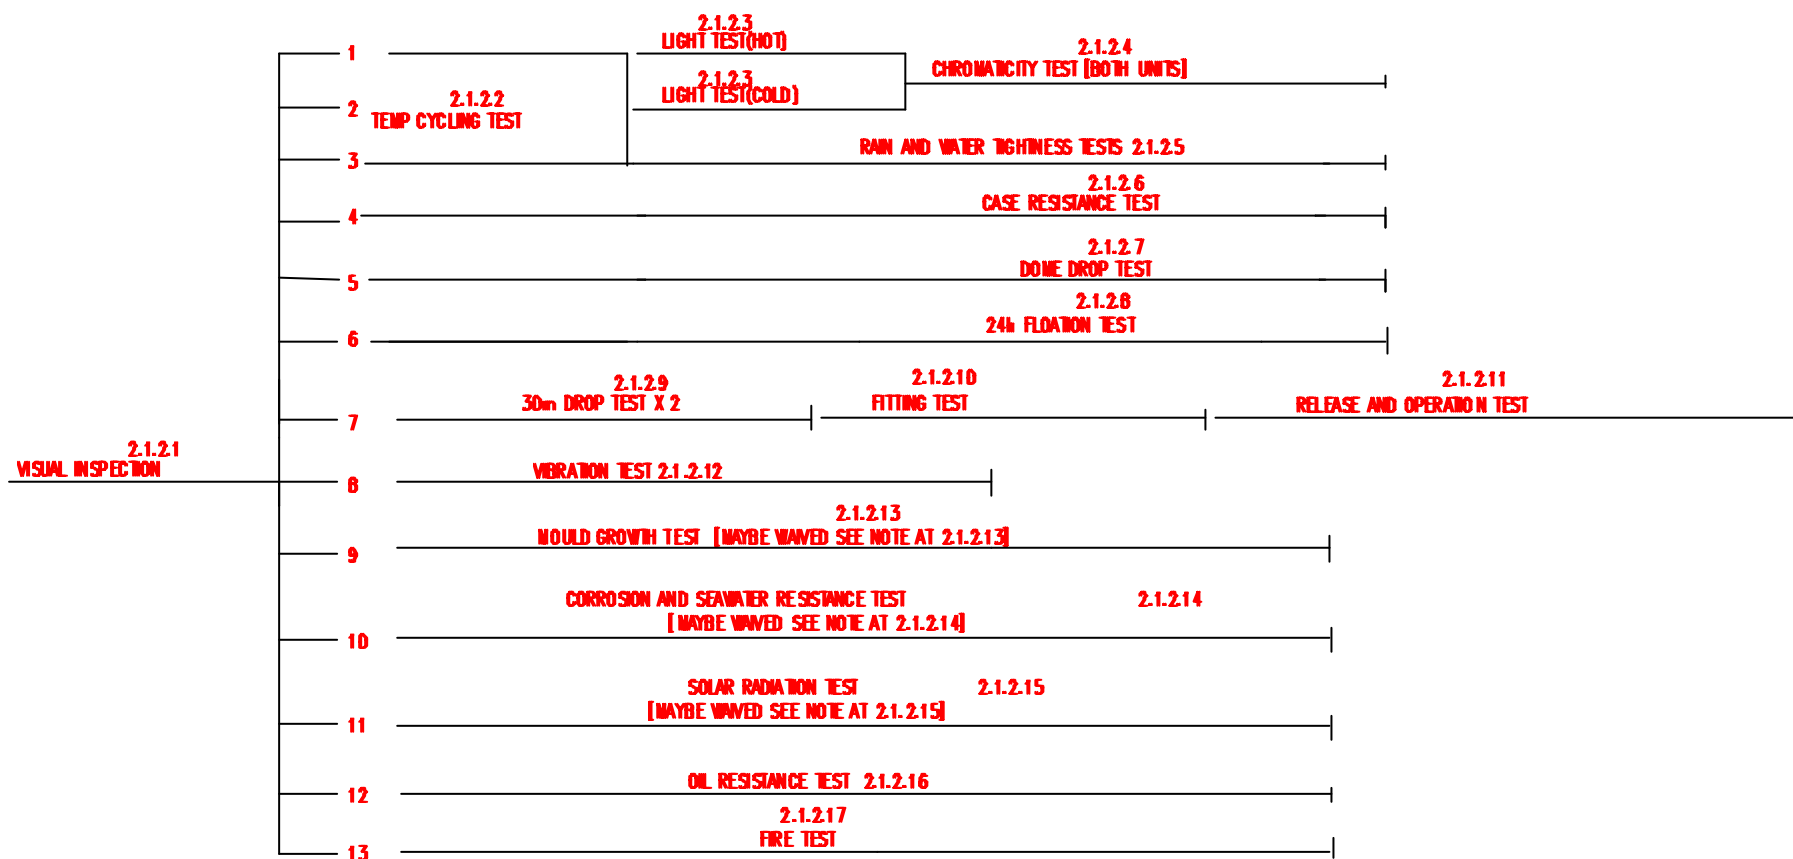 2.1.2.3
LIGHT TEST(HOT)
1
2.1.2.4
CHROMATICITY TEST [BOTH UNITS]
2.1.2.3
LIGHT TEST(COLD)
2
2.1.2.2
TEMP CYCLING TEST
3
RAIN AND WATER TIGHTNESS TESTS 2.1.2.5
2.1.2.6
CASE RESISTANCE TEST
4
2.1.2.7
DOME DROP TEST
5
2.1.2.8
24h FLOATION TEST
6
2.1.2.9
30m DROP TEST X 2
2.1.2.10
FITTING TEST
2.1.2.11
RELEASE AND OPERATION TEST
7
2.1.2.1
VISUAL INSPECTION
VIBRATION TEST 2.1.2.12
8
2.1.2.13
MOULD GROWTH TEST [MAYBE WAIVED SEE NOTE AT 2.1.2.13]
9
CORROSION AND SEAWATER RESISTANCE TEST 2.1.2.14
[MAYBE WAIVED SEE NOTE AT 2.1.2.14]
10
SOLAR RADIATION TEST 2.1.2.15
[MAYBE WAIVED SEE NOTE AT 2.1.2.15]
11
OIL RESISTANCE TEST 2.1.2.16
12
2.1.2.17
FIRE TEST
13